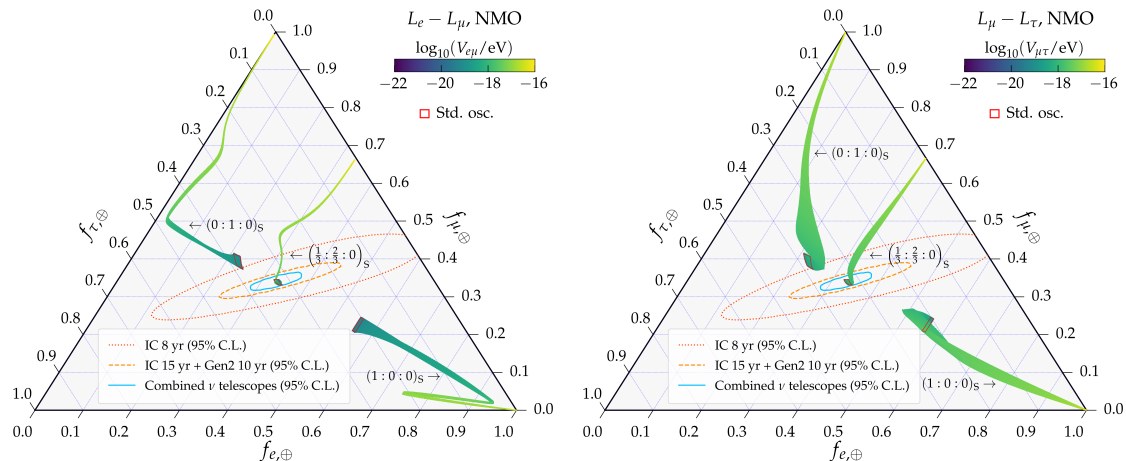 L_e − L_μ, NMO
log₁₀(V_eμ/eV)
−22 −20 −18 −16
Std. osc.
0.0 0.1 0.2 0.3 0.4 0.5 0.6 0.7 0.8 0.9 1.0
f_τ,⊕
1.0 0.9 0.8 0.7 0.6 0.5 0.4 0.3 0.2 0.1 0.0
f_μ,⊕
← (0 : 1 : 0)_S
← (1/3 : 2/3 : 0)_S
(1 : 0 : 0)_S →
IC 8 yr (95% C.L.)
IC 15 yr + Gen2 10 yr (95% C.L.)
Combined ν telescopes (95% C.L.)
0.0 0.1 0.2 0.3 0.4 0.5 0.6 0.7 0.8 0.9 1.0
f_e,⊕
L_μ − L_τ, NMO
log₁₀(V_μτ/eV)
−22 −20 −18 −16
Std. osc.
0.0 0.1 0.2 0.3 0.4 0.5 0.6 0.7 0.8 0.9 1.0
f_τ,⊕
1.0 0.9 0.8 0.7 0.6 0.5 0.4 0.3 0.2 0.1 0.0
f_μ,⊕
← (0 : 1 : 0)_S
← (1/3 : 2/3 : 0)_S
(1 : 0 : 0)_S →
IC 8 yr (95% C.L.)
IC 15 yr + Gen2 10 yr (95% C.L.)
Combined ν telescopes (95% C.L.)
0.0 0.1 0.2 0.3 0.4 0.5 0.6 0.7 0.8 0.9 1.0
f_e,⊕